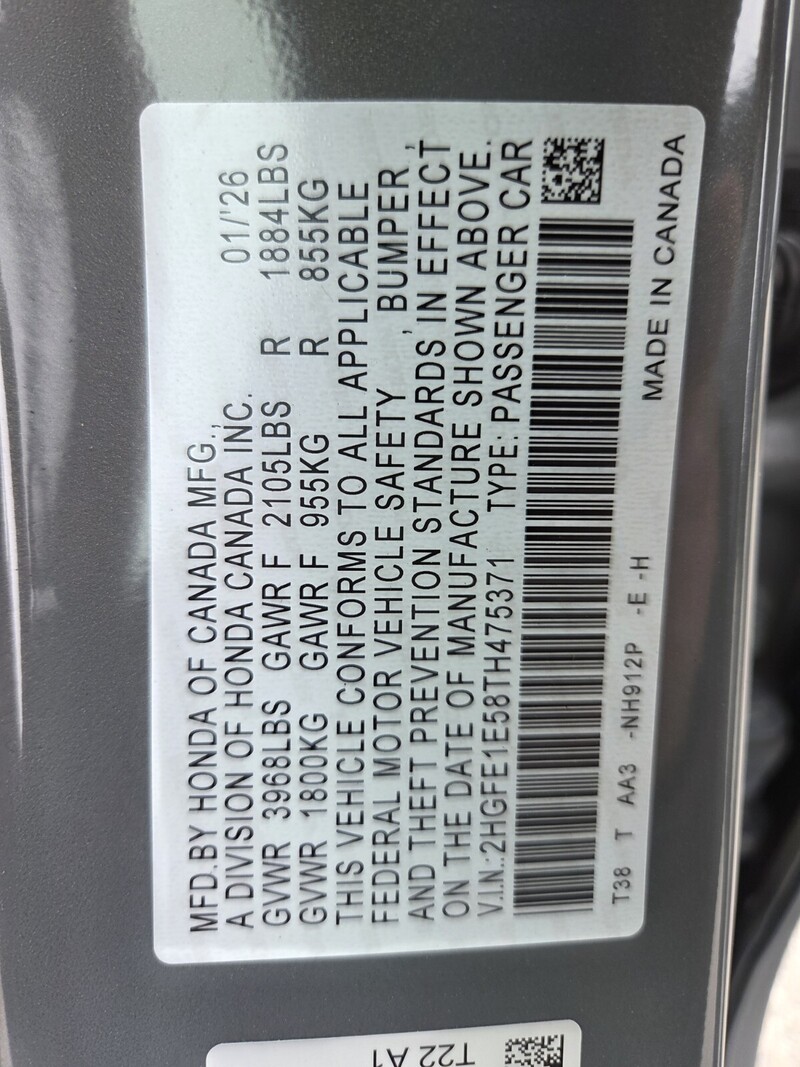 MFD.BY HONDA OF CANADA MFG., 01/'26
A DIVISION OF HONDA CANADA INC.
GVWR 3968LBS GAWR F 2105LBS R 1884LBS
GVWR 1800KG GAWR F 955KG R 855KG
THIS VEHICLE CONFORMS TO ALL APPLICABLE
FEDERAL MOTOR VEHICLE SAFETY , BUMPER ,
AND THEFT PREVENTION STANDARDS IN EFFECT
ON THE DATE OF MANUFACTURE SHOWN ABOVE.
V.I.N.:2HGFE1E58TH475371 TYPE: PASSENGER CAR
T38 T AA3 -NH912P -E -H
MADE IN CANADA
T22 A1